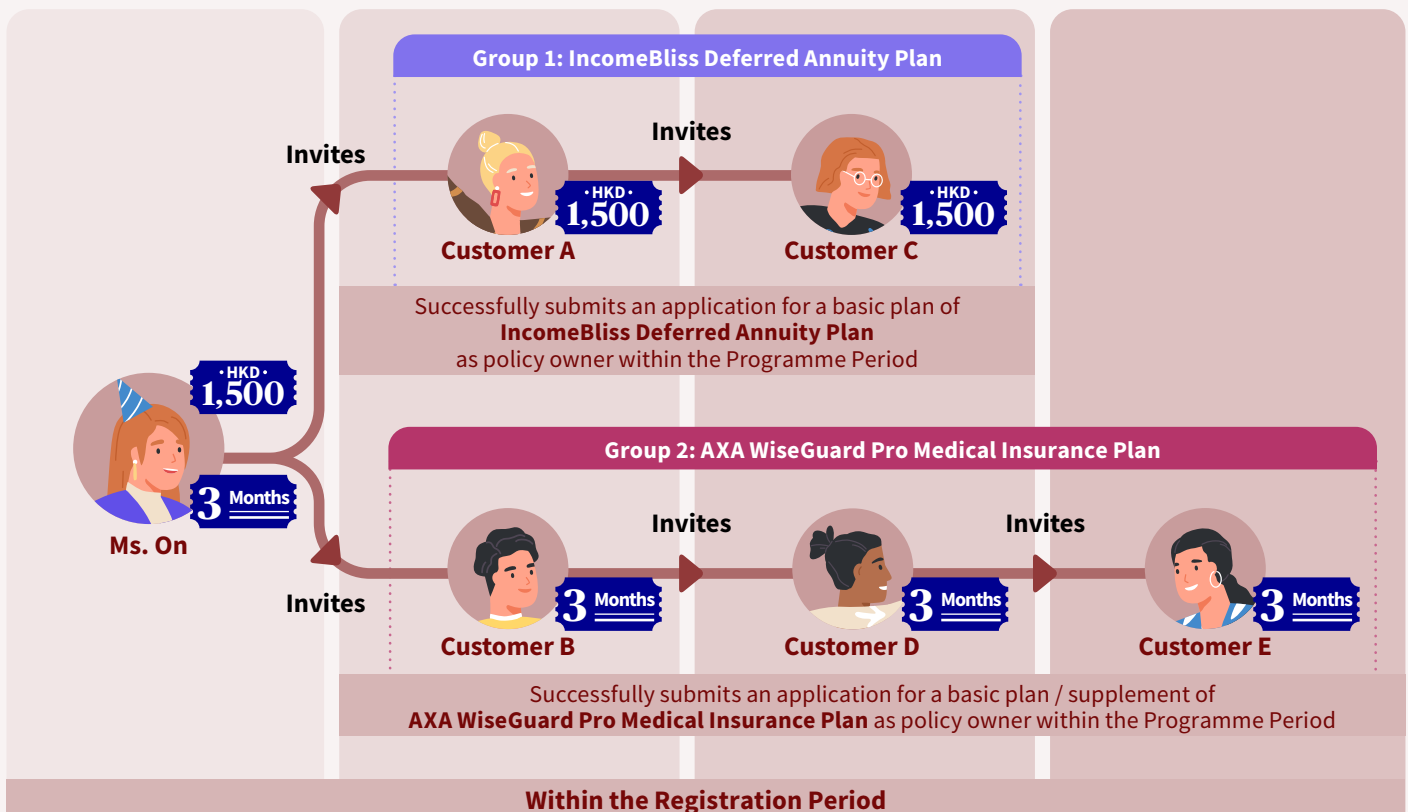 Group 1: IncomeBliss Deferred Annuity Plan
Invites
Invites
• HKD •
1,500
• HKD •
1,500
Customer A
Customer C
Successfully submits an application for a basic plan of
IncomeBliss Deferred Annuity Plan
as policy owner within the Programme Period
• HKD •
1,500
3 Months
Ms. On
Group 2: AXA WiseGuard Pro Medical Insurance Plan
Invites
Invites
Invites
3 Months
3 Months
3 Months
Customer B
Customer D
Customer E
Successfully submits an application for a basic plan / supplement of
AXA WiseGuard Pro Medical Insurance Plan as policy owner within the Programme Period
Within the Registration Period